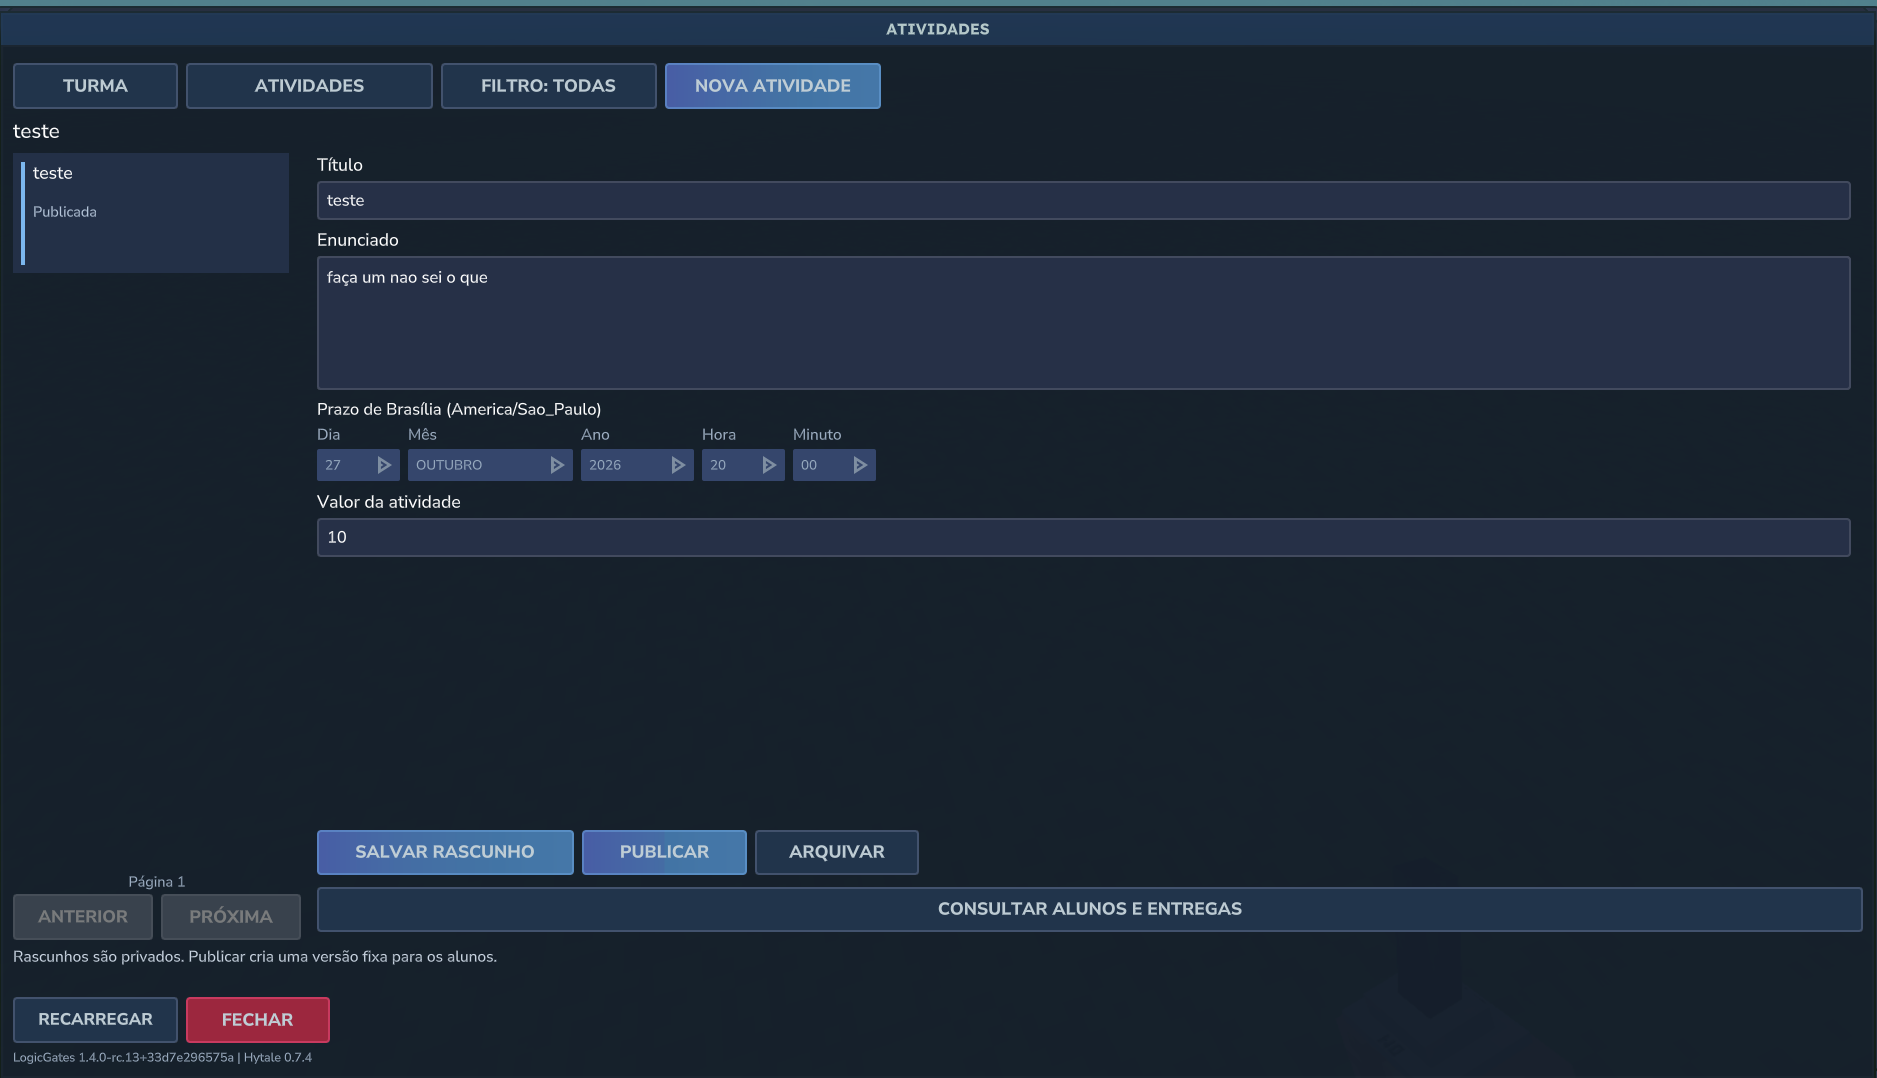 ATIVIDADES
TURMA
ATIVIDADES
FILTRO: TODAS
NOVA ATIVIDADE
teste
teste
Publicada
Título
teste
Enunciado
faça um nao sei o que
Prazo de Brasília (America/Sao_Paulo)
Dia
Mês
Ano
Hora
Minuto
27
OUTUBRO
2026
20
00
Valor da atividade
10
SALVAR RASCUNHO
PUBLICAR
ARQUIVAR
Página 1
ANTERIOR
PRÓXIMA
CONSULTAR ALUNOS E ENTREGAS
Rascunhos são privados. Publicar cria uma versão fixa para os alunos.
RECARREGAR
FECHAR
LogicGates 1.4.0-rc.13+33d7e296575a | Hytale 0.7.4